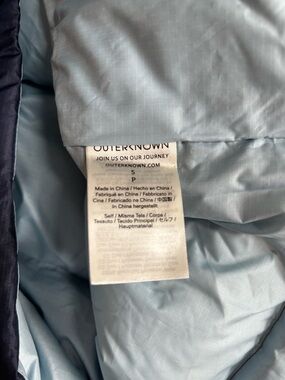 OUTERKNOWN
JOIN US ON OUR JOURNEY
OUTERKNOWN.COM
S
P
Made in China / Hecho en China /
Fabriqué en China / Fabbricato in
Cina / Fabricado na China / 中国製 /
in China hergestellt
Self / Misma Tela / Corps /
Tessuto / Tecido Principal / セルフ /
Hauptmaterial